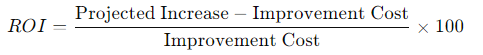 ROI = (Projected Increase − Improvement Cost) / Improvement Cost × 100